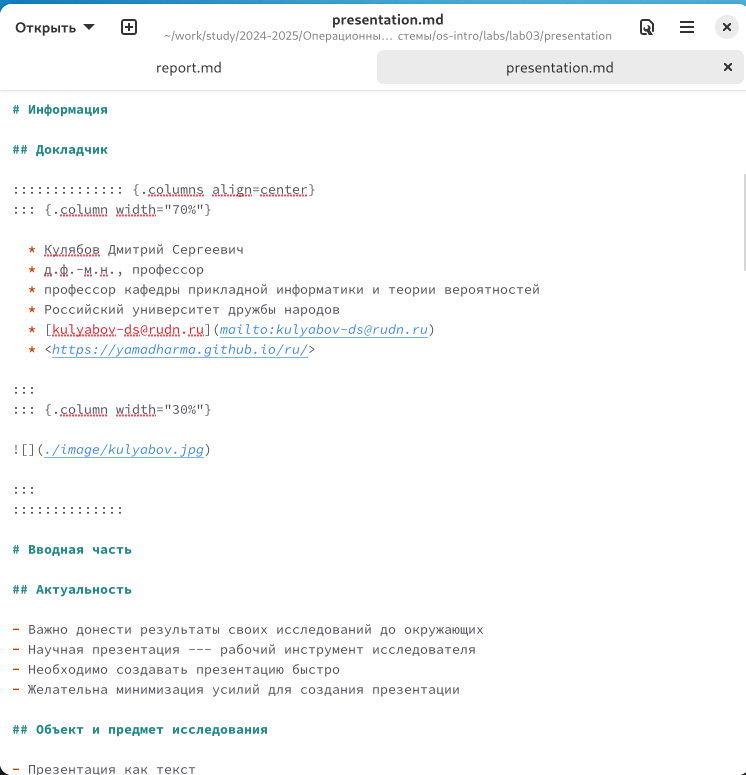 Открыть
presentation.md
~/work/study/2024-2025/Операционны… стемы/os-intro/labs/lab03/presentation
report.md
presentation.md
# Информация
## Докладчик
:::::::::::::: {.columns align=center}
::: {.column width="70%"}
* Кулябов Дмитрий Сергеевич
* д.ф.-м.н., профессор
* профессор кафедры прикладной информатики и теории вероятностей
* Российский университет дружбы народов
* [kulyabov-ds@rudn.ru](mailto:kulyabov-ds@rudn.ru)
* <https://yamadharma.github.io/ru/>
:::
::: {.column width="30%"}
![](./image/kulyabov.jpg)
:::
::::::::::::::
# Вводная часть
## Актуальность
- Важно донести результаты своих исследований до окружающих
- Научная презентация --- рабочий инструмент исследователя
- Необходимо создавать презентацию быстро
- Желательна минимизация усилий для создания презентации
## Объект и предмет исследования
- Презентация как текст